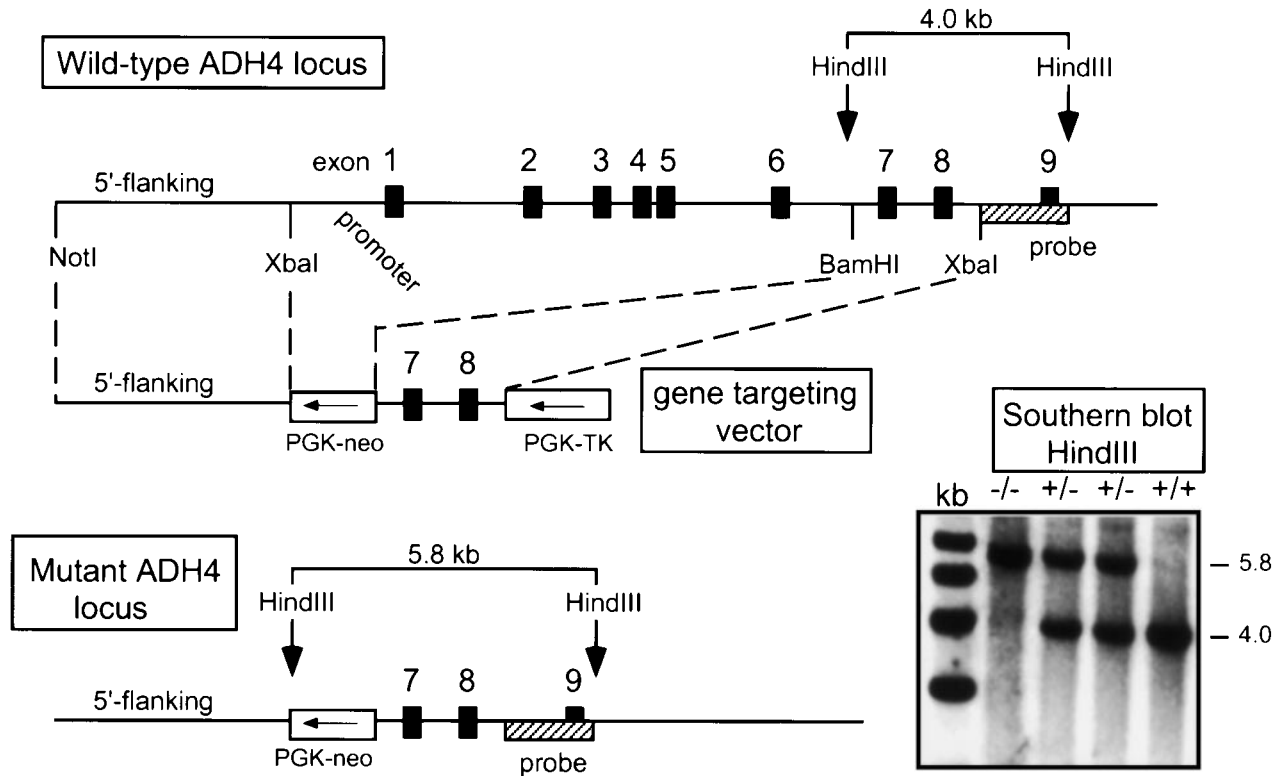 4.0 kb
Wild-type ADH4 locus
HindIII HindIII
exon 1 2 3 4 5 6 7 8 9
5'-flanking
promoter
NotI XbaI BamHI XbaI probe
7 8
5'-flanking
PGK-neo PGK-TK
gene targeting
vector
Southern blot
HindIII
kb -/- +/- +/- +/+
5.8
4.0
Mutant ADH4
locus
5.8 kb
HindIII HindIII
7 8 9
5'-flanking
PGK-neo probe